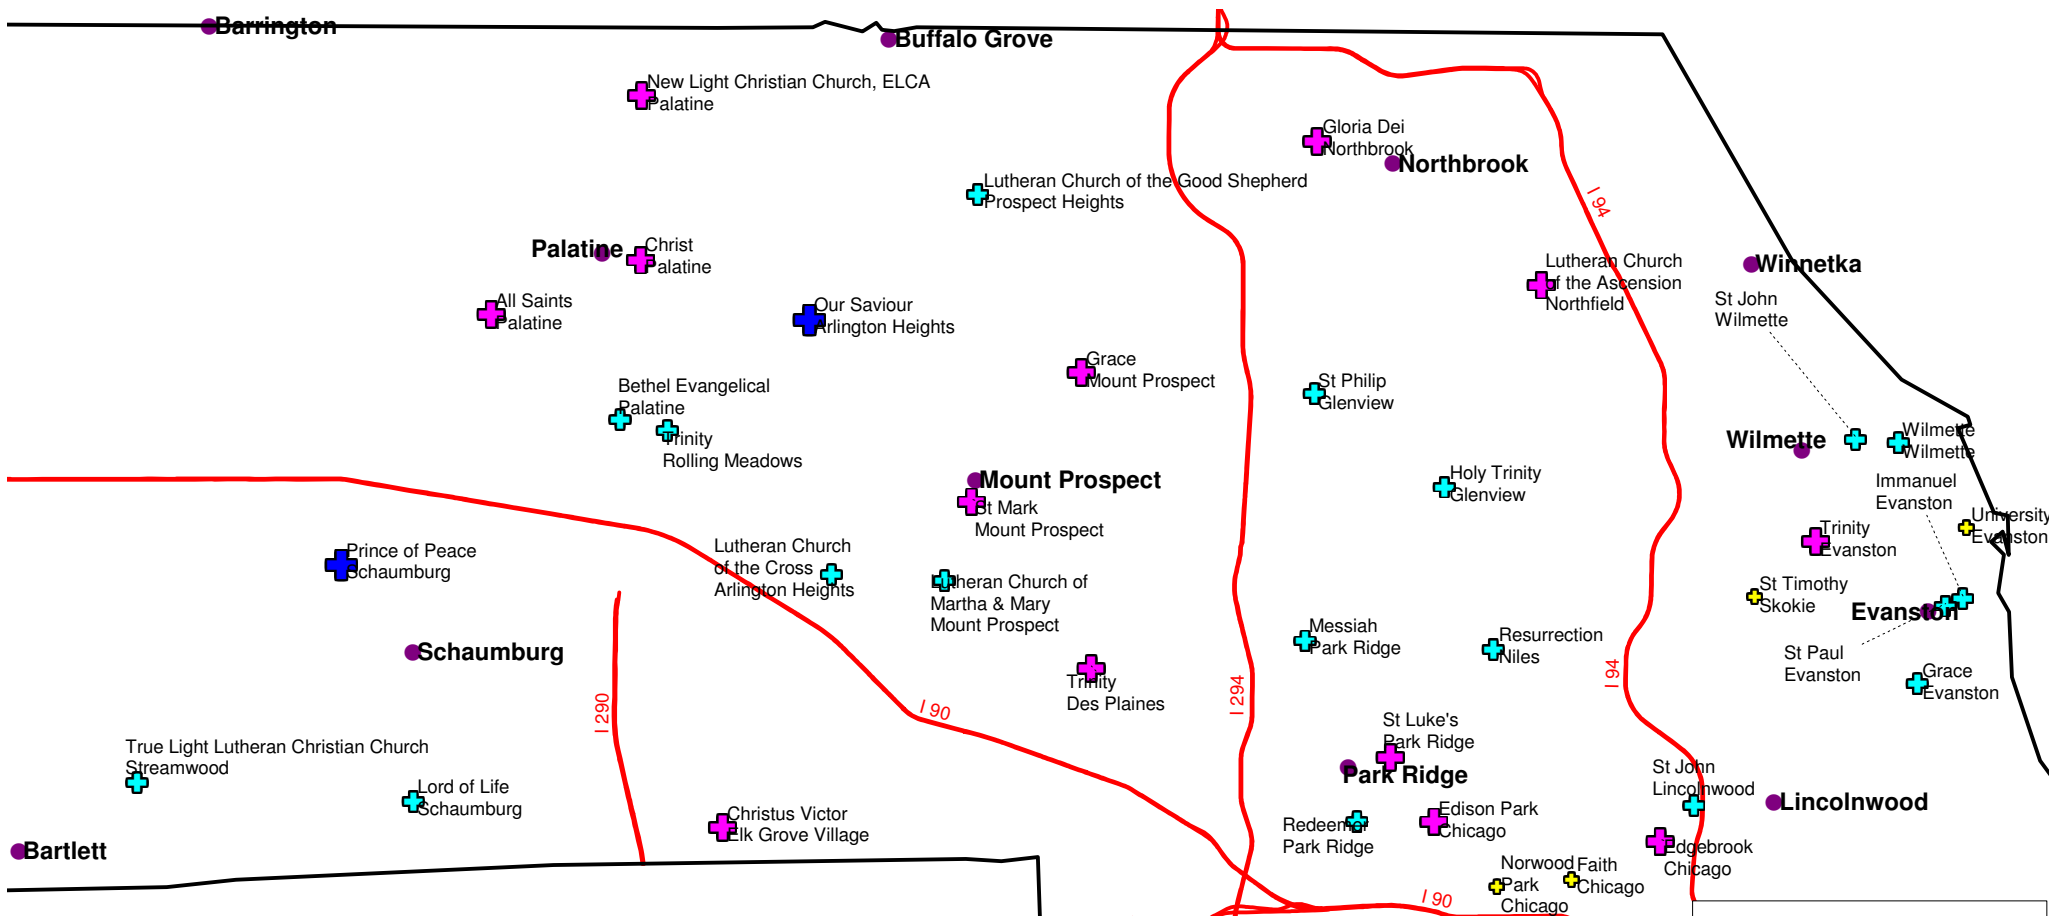 Barrington
Buffalo Grove
New Light Christian Church, ELCA
Palatine
Gloria Dei
Northbrook
Northbrook
Lutheran Church of the Good Shepherd
Prospect Heights
I 94
Palatine
Christ
Palatine
Lutheran Church
of the Ascension
Northfield
Winnetka
St John
Wilmette
All Saints
Palatine
Our Saviour
Arlington Heights
Grace
Mount Prospect
Bethel Evangelical
Palatine
St Philip
Glenview
Trinity
Rolling Meadows
Wilmette
Wilmette
Wilmette
Mount Prospect
St Mark
Mount Prospect
Holy Trinity
Glenview
Immanuel
Evanston
University
Evanston
Trinity
Evanston
Prince of Peace
Schaumburg
Lutheran Church
of the Cross
Arlington Heights
Lutheran Church of
Martha & Mary
Mount Prospect
St Timothy
Skokie
Evanston
Messiah
Park Ridge
Resurrection
Niles
Schaumburg
St Paul
Evanston
Grace
Evanston
Trinity
Des Plaines
I 290
I 90
I 294
I 94
St Luke's
Park Ridge
Park Ridge
True Light Lutheran Christian Church
Streamwood
Lord of Life
Schaumburg
St John
Lincolnwood
Lincolnwood
Christus Victor
Elk Grove Village
Redeemer
Park Ridge
Edison Park
Chicago
Edgebrook
Chicago
Bartlett
Norwood
Park
Chicago
Faith
Chicago
I 90